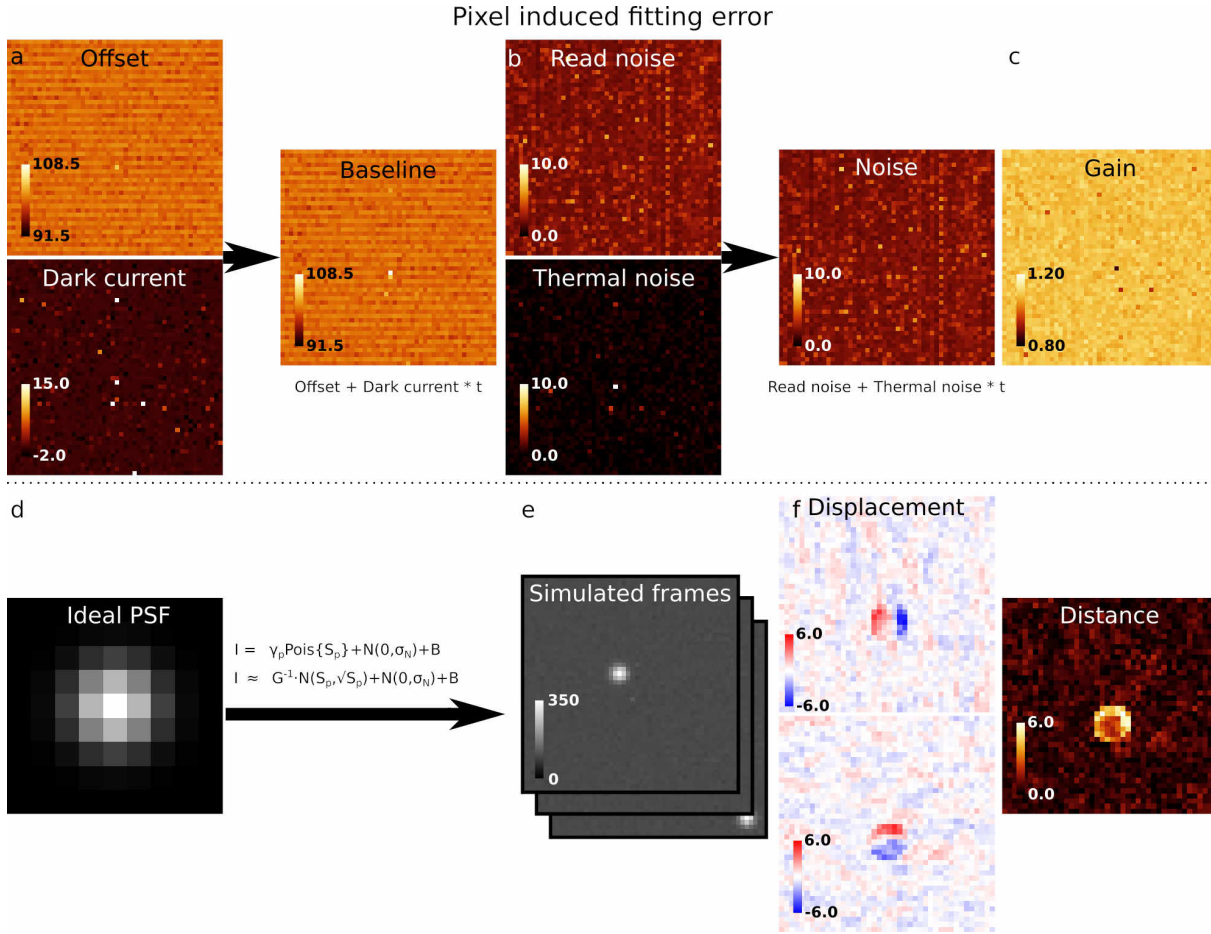 Pixel induced fitting error
a
Offset
108.5
91.5
Dark current
15.0
-2.0
Baseline
108.5
91.5
Offset + Dark current * t
b
Read noise
10.0
0.0
Thermal noise
10.0
0.0
Noise
10.0
0.0
Read noise + Thermal noise * t
c
Gain
1.20
0.80
d
Ideal PSF
I = γₚPois{Sₚ}+N(0,σ_N)+B
I ≈ G⁻¹·N(Sₚ,√Sₚ)+N(0,σ_N)+B
e
Simulated frames
350
0
f Displacement
6.0
-6.0
6.0
-6.0
Distance
6.0
0.0